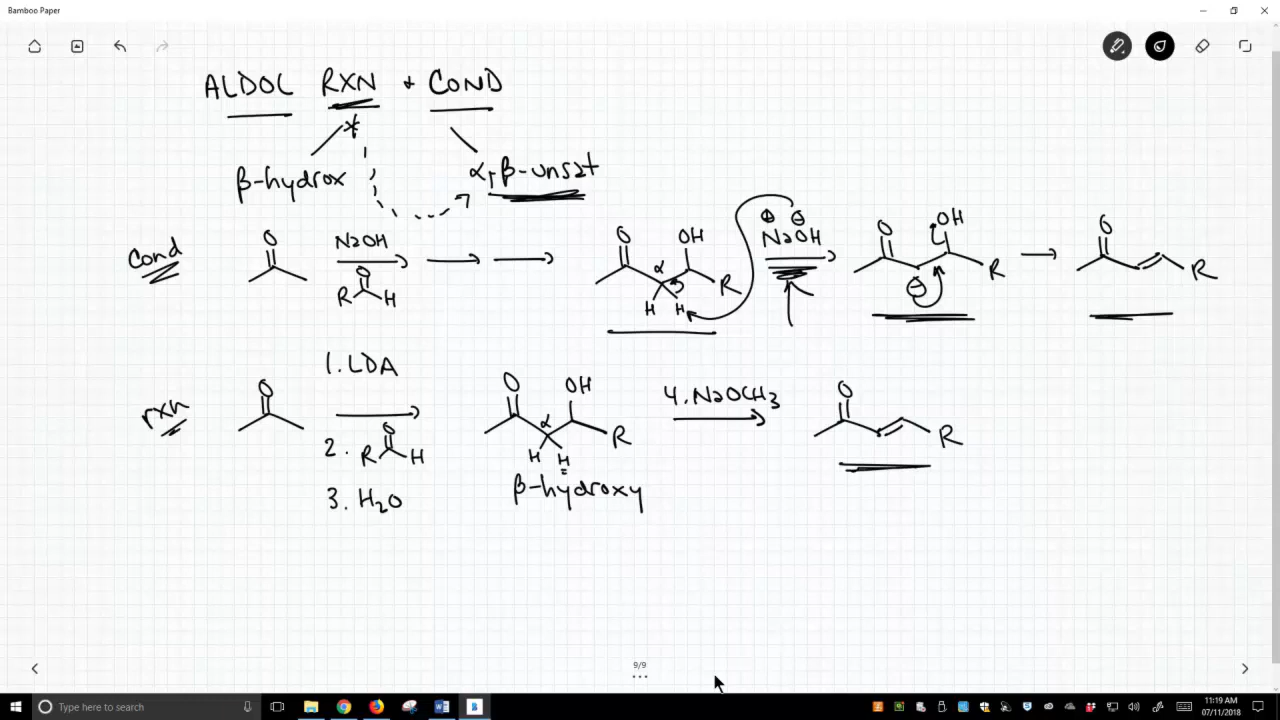 Bamboo Paper
ALDOL RXN + COND
β-hydrox
α,β-unsat
Cond
O
NaOH
O
R H
O OH
α
R
H H
⊕ ⊖
NaOH
O OH
R
⊖
O
R
rxn
O
1. LDA
2. R O H
3. H₂O
O OH
α
R
H H
β-hydroxy
4. NaOCH₃
O
R
9/9
Type here to search
11:19 AM
07/11/2018